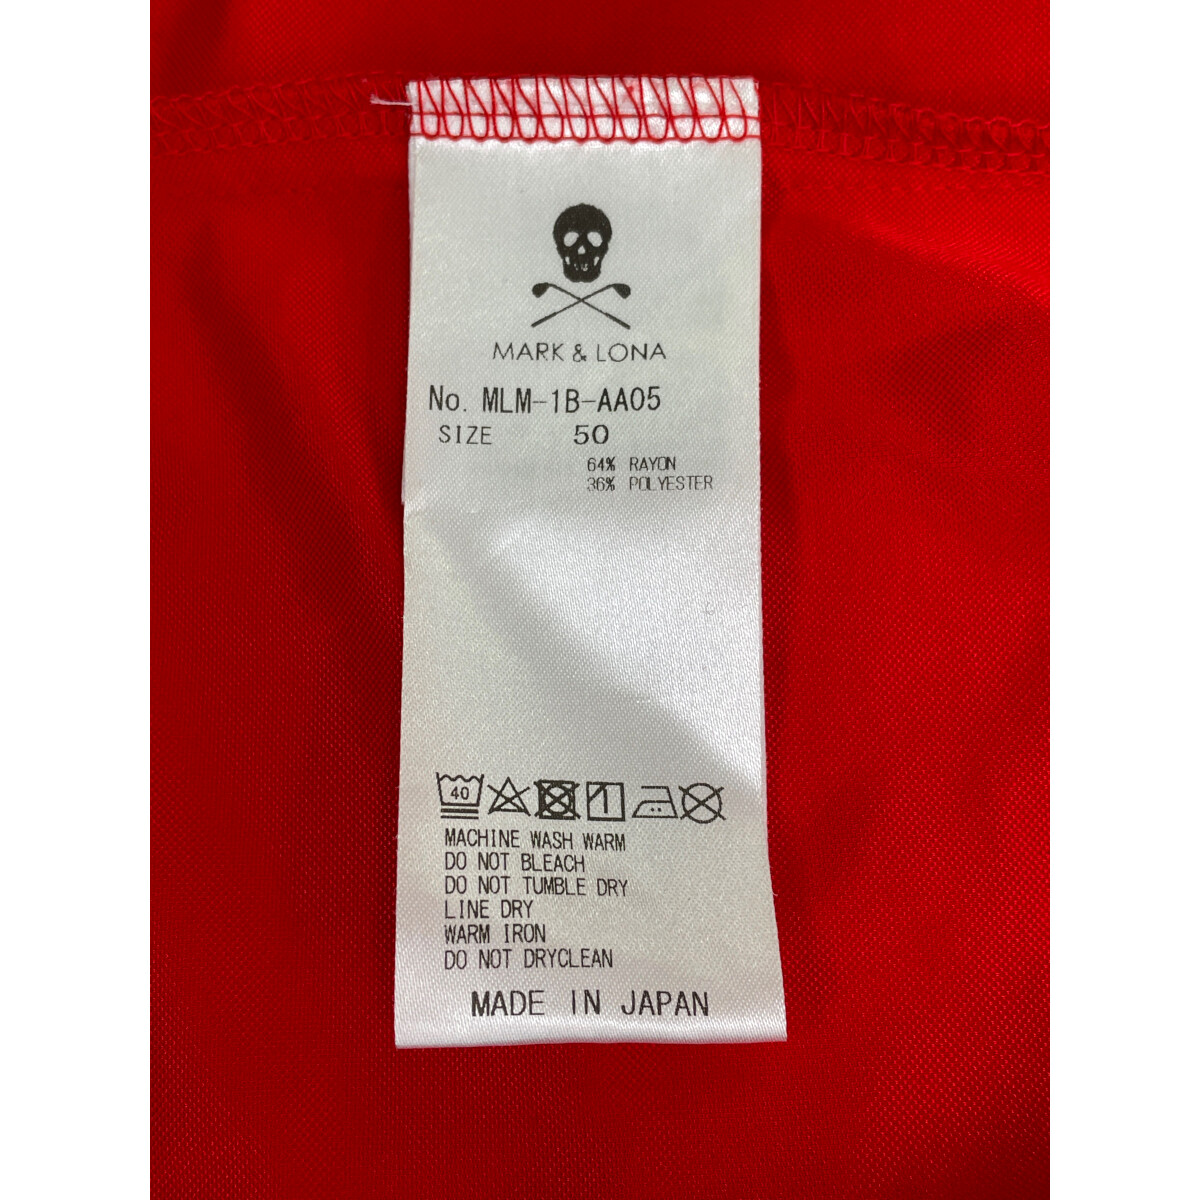 MARK & LONA
No. MLM-1B-AA05
SIZE 50
64% RAYON
36% POLYESTER
40
MACHINE WASH WARM
DO NOT BLEACH
DO NOT TUMBLE DRY
LINE DRY
WARM IRON
DO NOT DRYCLEAN
MADE IN JAPAN